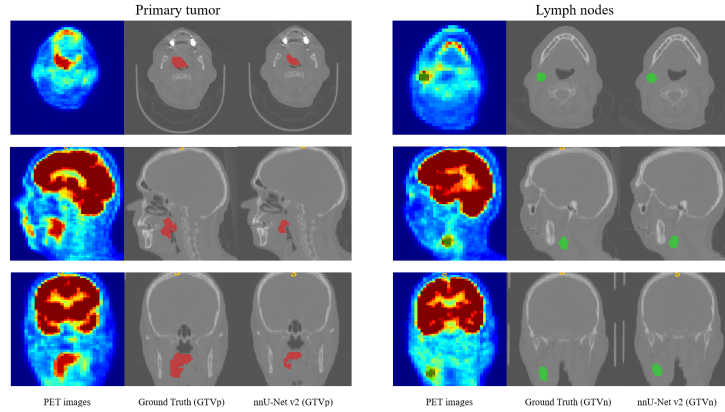 Primary tumor
Lymph nodes
PET images
Ground Truth (GTVp)
nnU-Net v2 (GTVp)
PET images
Ground Truth (GTVn)
nnU-Net v2 (GTVn)